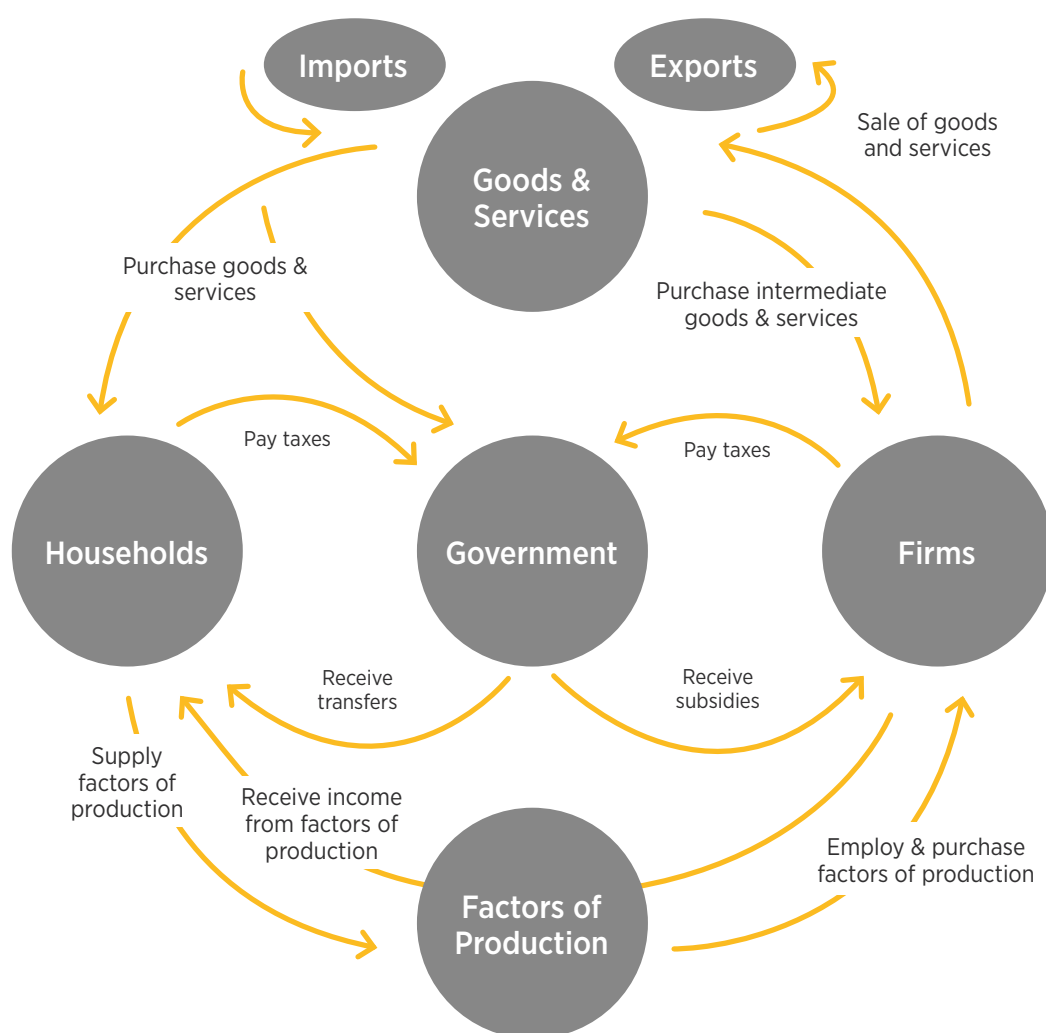 Imports
Exports
Sale of goods
and services
Goods &
Services
Purchase goods &
services
Purchase intermediate
goods & services
Pay taxes
Pay taxes
Households
Government
Firms
Receive
transfers
Receive
subsidies
Supply
factors of
production
Receive income
from factors of
production
Employ & purchase
factors of production
Factors of
Production